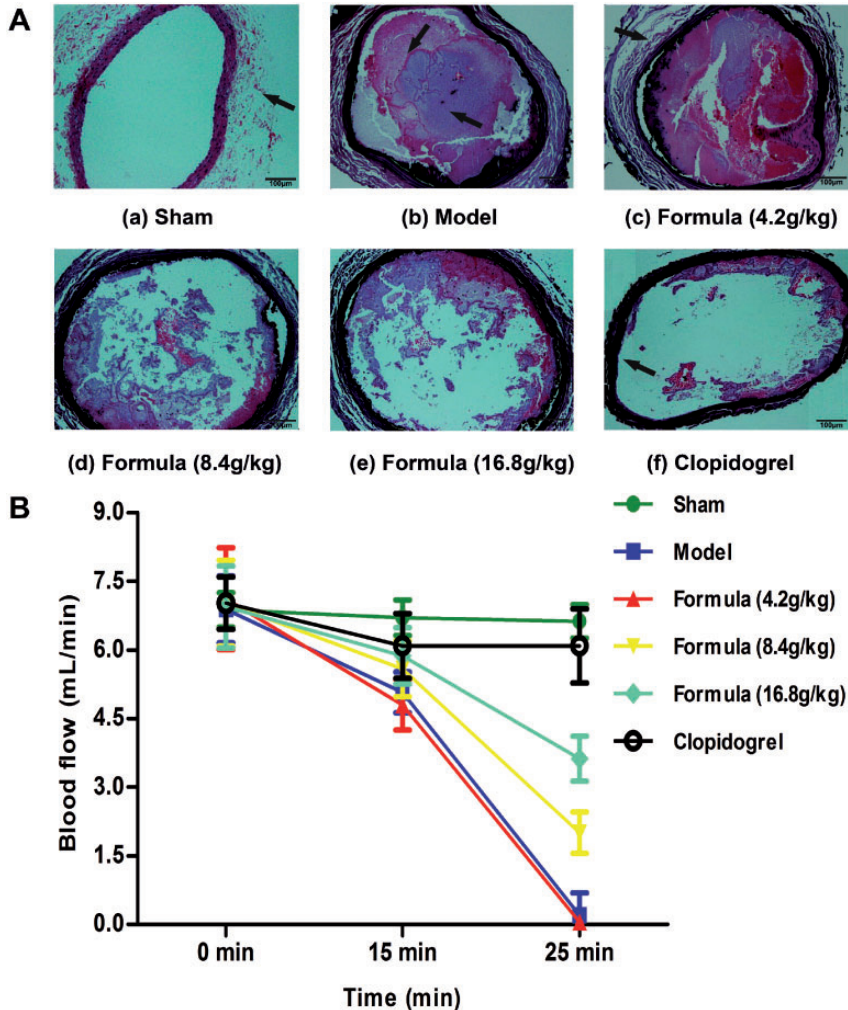 A
100μm
100μm
(a) Sham
(b) Model
(c) Formula (4.2g/kg)
100μm
100μm
100μm
(d) Formula (8.4g/kg)
(e) Formula (16.8g/kg)
(f) Clopidogrel
B
Blood flow (mL/min)
9.0
7.5
6.0
4.5
3.0
1.5
0.0
0 min
15 min
25 min
Time (min)
Sham
Model
Formula (4.2g/kg)
Formula (8.4g/kg)
Formula (16.8g/kg)
Clopidogrel